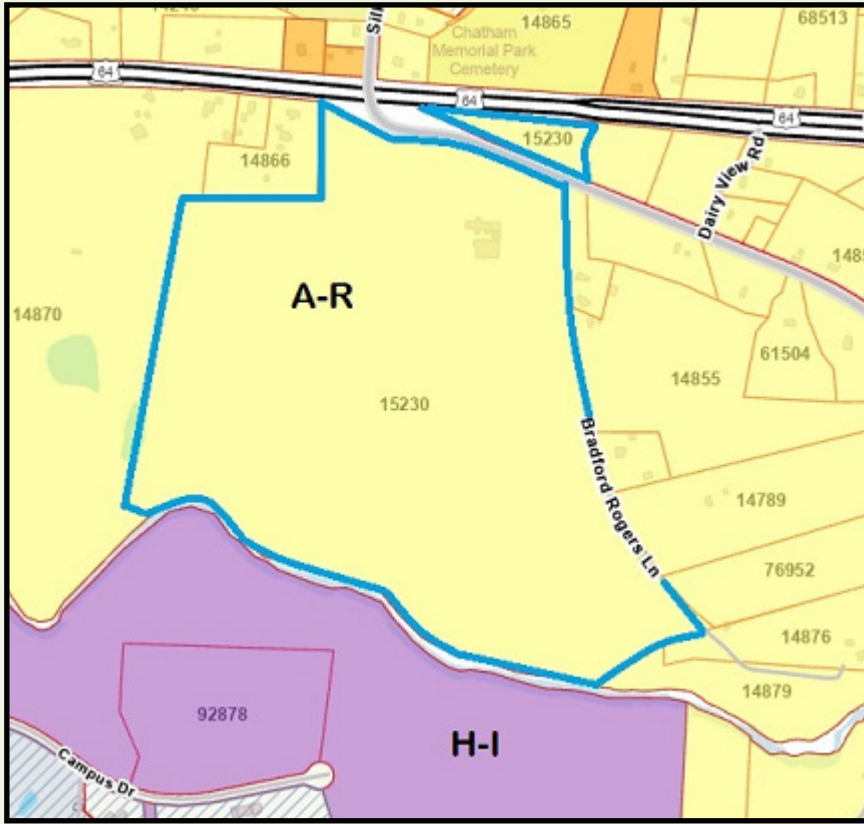 14865
68513
Chatham
Memorial Park
Cemetery
64
64
64
15230
14866
Dairy View Rd
A-R
14870
61504
14855
15230
Bradford Rogers Ln
14789
76952
14876
14879
92878
H-I
Campus Dr